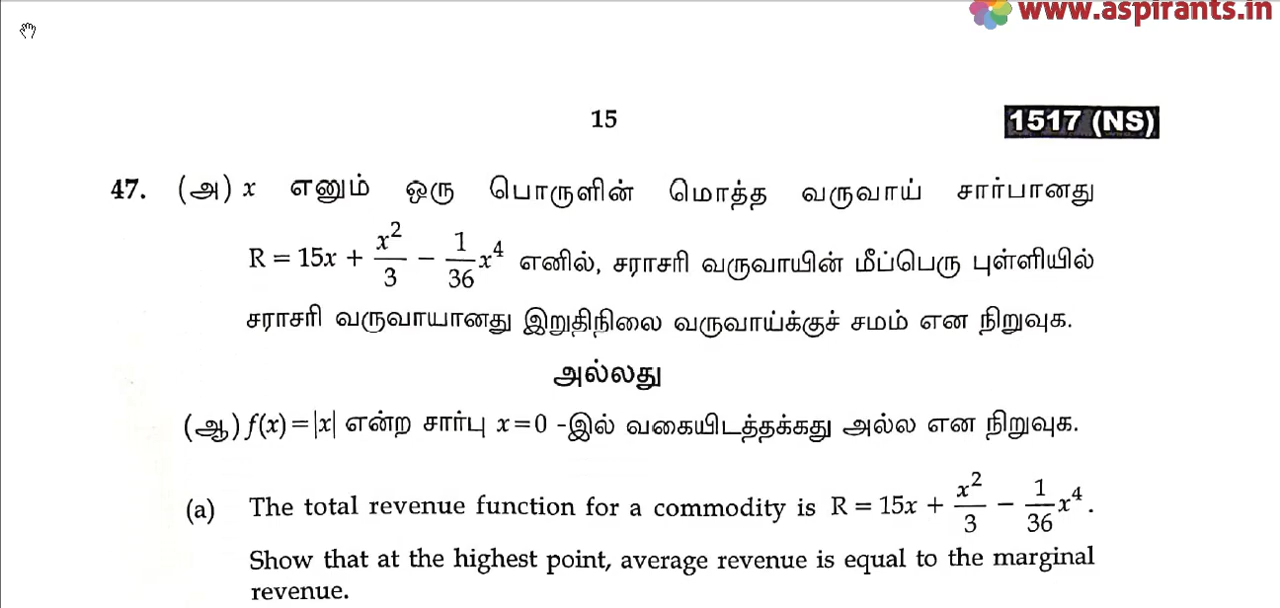 www.aspirants.in
15
1517 (NS)
47. (அ) x எனும் ஒரு பொருளின் மொத்த வருவாய் சார்பானது
R = 15x + x²/3 − 1/36 x⁴ எனில், சராசரி வருவாயின் மீப்பெரு புள்ளியில்
சராசரி வருவாயானது இறுதிநிலை வருவாய்க்குச் சமம் என நிறுவுக.
அல்லது
(ஆ) f(x)=|x| என்ற சார்பு x=0 -இல் வகையிடத்தக்கது அல்ல என நிறுவுக.
(a) The total revenue function for a commodity is R = 15x + x²/3 − 1/36 x⁴.
Show that at the highest point, average revenue is equal to the marginal
revenue.